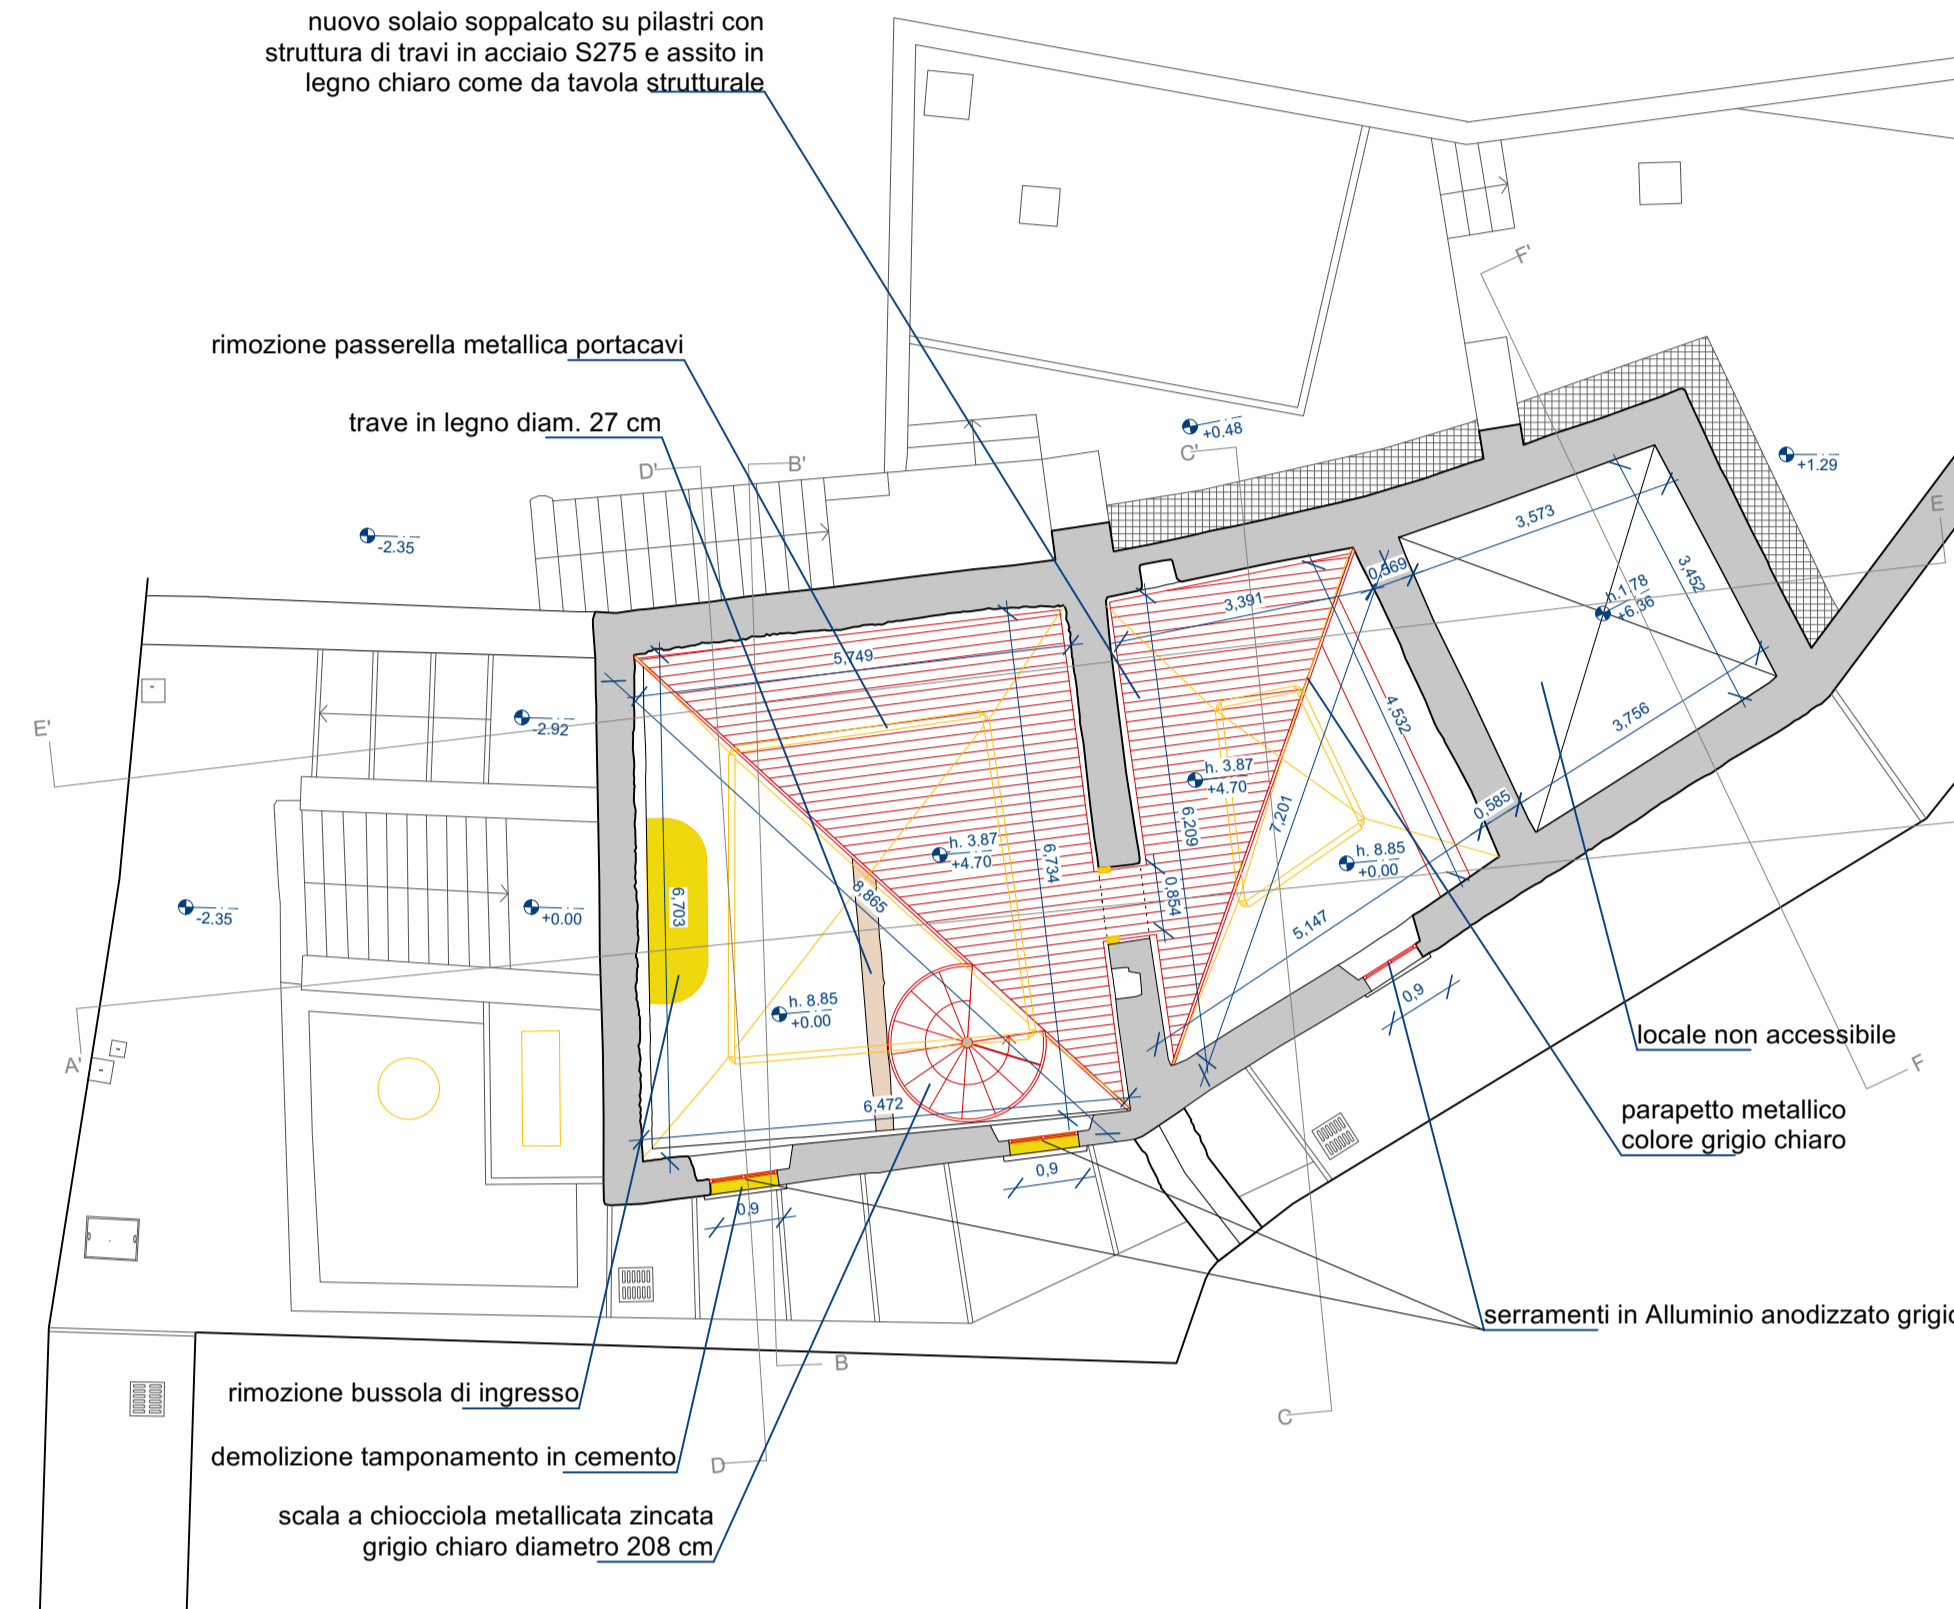 nuovo solaio soppalcato su pilastri con
struttura di travi in acciaio S275 e assito in
legno chiaro come da tavola strutturale
rimozione passerella metallica portacavi
trave in legno diam. 27 cm
F'
+0.48
C'
+1.29
D'
B'
E
-2.35
3,573
0,569
3,452
h.1.78
+6.36
3,391
5,749
E'
-2.92
4,532
3,756
h. 3.87
+4.70
7,201
6,209
0,585
h. 3.87
+4.70
6,734
h. 8.85
+0.00
8,865
0,854
6,703
-2.35
+0.00
5,147
h. 8.85
+0.00
0,9
locale non accessibile
A'
F
6,472
parapetto metallico
colore grigio chiaro
0,9
0,9
serramenti in Alluminio anodizzato grigio
B
rimozione bussola di ingresso
C
demolizione tamponamento in cemento
D
scala a chiocciola metallicata zincata
grigio chiaro diametro 208 cm